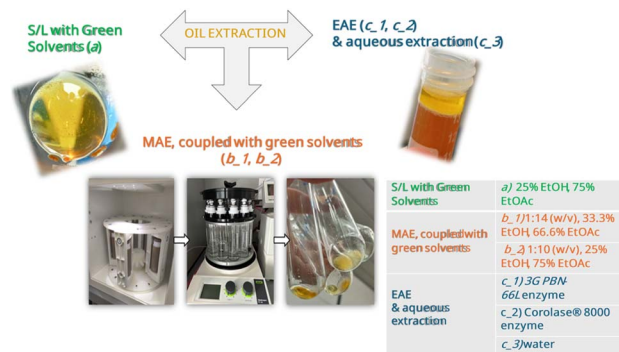 S/L with Green
Solvents (a)
OIL EXTRACTION
EAE (c_1, c_2)
& aqueous extraction(c_3)
MAE, coupled with green solvents
(b_1, b_2)
S/L with Green
Solvents
a) 25% EtOH, 75%
EtOAc
MAE, coupled with
green solvents
b_1)1:14 (w/v), 33.3%
EtOH, 66.6% EtOAc
b_2) 1:10 (w/v), 25%
EtOH, 75% EtOAc
EAE
& aqueous
extraction
c_1) 3G PBN-
66L enzyme
c_2) Corolase® 8000
enzyme
c_3)water